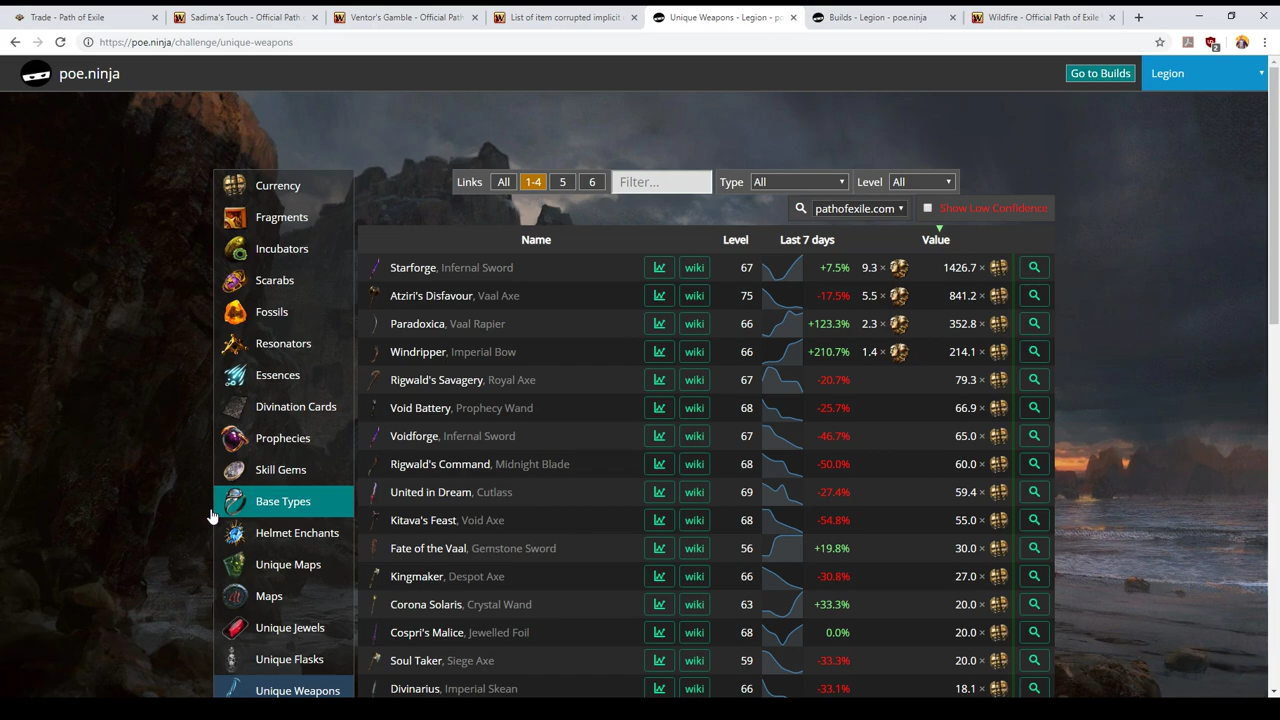 Trade - Path of Exile
Sadima's Touch - Official Path o
Ventor's Gamble - Official Path
List of item corrupted implicit
Unique Weapons - Legion - po
Builds - Legion - poe.ninja
Wildfire - Official Path of Exile
https://poe.ninja/challenge/unique-weapons
2
poe.ninja
Go to Builds
Legion
Currency
Fragments
Incubators
Scarabs
Fossils
Resonators
Essences
Divination Cards
Prophecies
Skill Gems
Base Types
Helmet Enchants
Unique Maps
Maps
Unique Jewels
Unique Flasks
Unique Weapons
Links All 1-4 5 6 Filter... Type All Level All
pathofexile.com Show Low Confidence
Name Level Last 7 days Value
Starforge, Infernal Sword wiki 67 +7.5% 9.3 × 1426.7 ×
Atziri's Disfavour, Vaal Axe wiki 75 -17.5% 5.5 × 841.2 ×
Paradoxica, Vaal Rapier wiki 66 +123.3% 2.3 × 352.8 ×
Windripper, Imperial Bow wiki 66 +210.7% 1.4 × 214.1 ×
Rigwald's Savagery, Royal Axe wiki 67 -20.7% 79.3 ×
Void Battery, Prophecy Wand wiki 68 -25.7% 66.9 ×
Voidforge, Infernal Sword wiki 67 -46.7% 65.0 ×
Rigwald's Command, Midnight Blade wiki 68 -50.0% 60.0 ×
United in Dream, Cutlass wiki 69 -27.4% 59.4 ×
Kitava's Feast, Void Axe wiki 68 -54.8% 55.0 ×
Fate of the Vaal, Gemstone Sword wiki 56 +19.8% 30.0 ×
Kingmaker, Despot Axe wiki 66 -30.8% 27.0 ×
Corona Solaris, Crystal Wand wiki 63 +33.3% 20.0 ×
Cospri's Malice, Jewelled Foil wiki 68 0.0% 20.0 ×
Soul Taker, Siege Axe wiki 59 -33.3% 20.0 ×
Divinarius, Imperial Skean wiki 66 -33.1% 18.1 ×